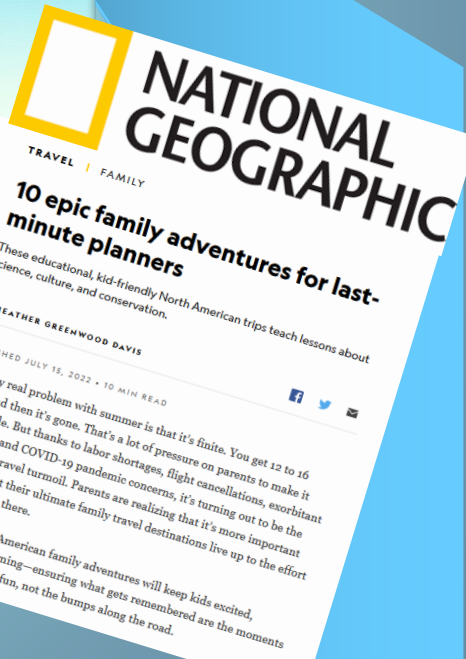 NATIONAL
GEOGRAPHIC
TRAVEL | FAMILY
10 epic family adventures for last-
minute planners
These educational, kid-friendly North American trips teach lessons about
science, culture, and conservation.
HEATHER GREENWOOD DAVIS
JULY 15, 2022 • 10 MIN READ
real problem with summer is that it's finite. You get 12 to 16
then it's gone. That's a lot of pressure on parents to make it
But thanks to labor shortages, flight cancellations, exorbitant
and COVID-19 pandemic concerns, it's turning out to be the
travel turmoil. Parents are realizing that it's more important
their ultimate family travel destinations live up to the effort
there.
American family adventures will keep kids excited,
—ensuring what gets remembered are the moments
fun, not the bumps along the road.